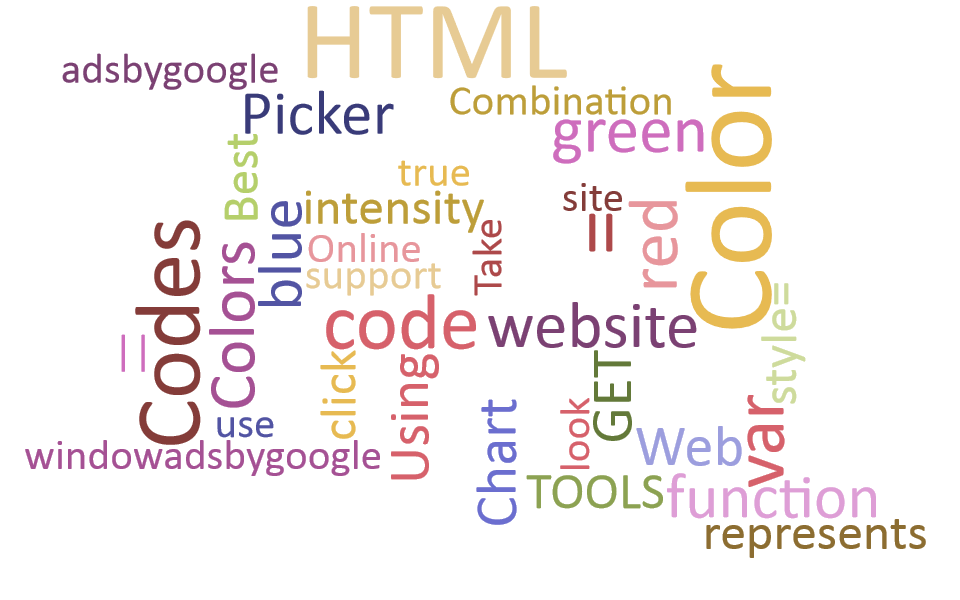 HTML
adsbygoogle
Picker
Combination
green
Color
Best
true
intensity
site
||
red
blue
Online
support
Take
Codes
Colors
||
code
website
style=
click
Using
GET
use
Chart
look
Web
var
windowadsbygoogle
TOOLS
function
represents